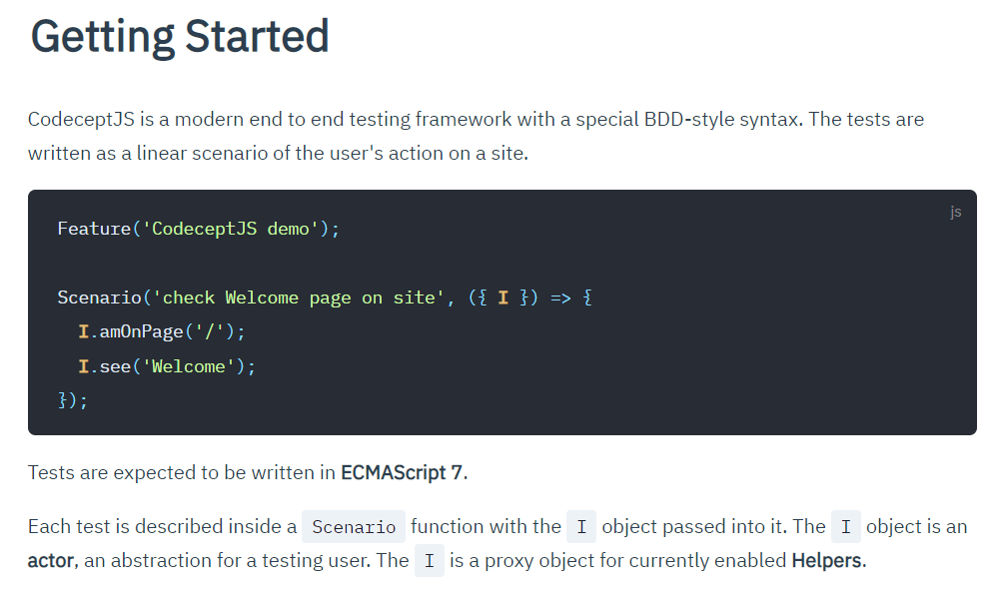 Getting Started
CodeceptJS is a modern end to end testing framework with a special BDD-style syntax. The tests are
written as a linear scenario of the user's action on a site.
js
Feature('CodeceptJS demo');
Scenario('check Welcome page on site', ({ I }) => {
  I.amOnPage('/');
  I.see('Welcome');
});
Tests are expected to be written in ECMAScript 7.
Each test is described inside a Scenario function with the I object passed into it. The I object is an
actor, an abstraction for a testing user. The I is a proxy object for currently enabled Helpers.